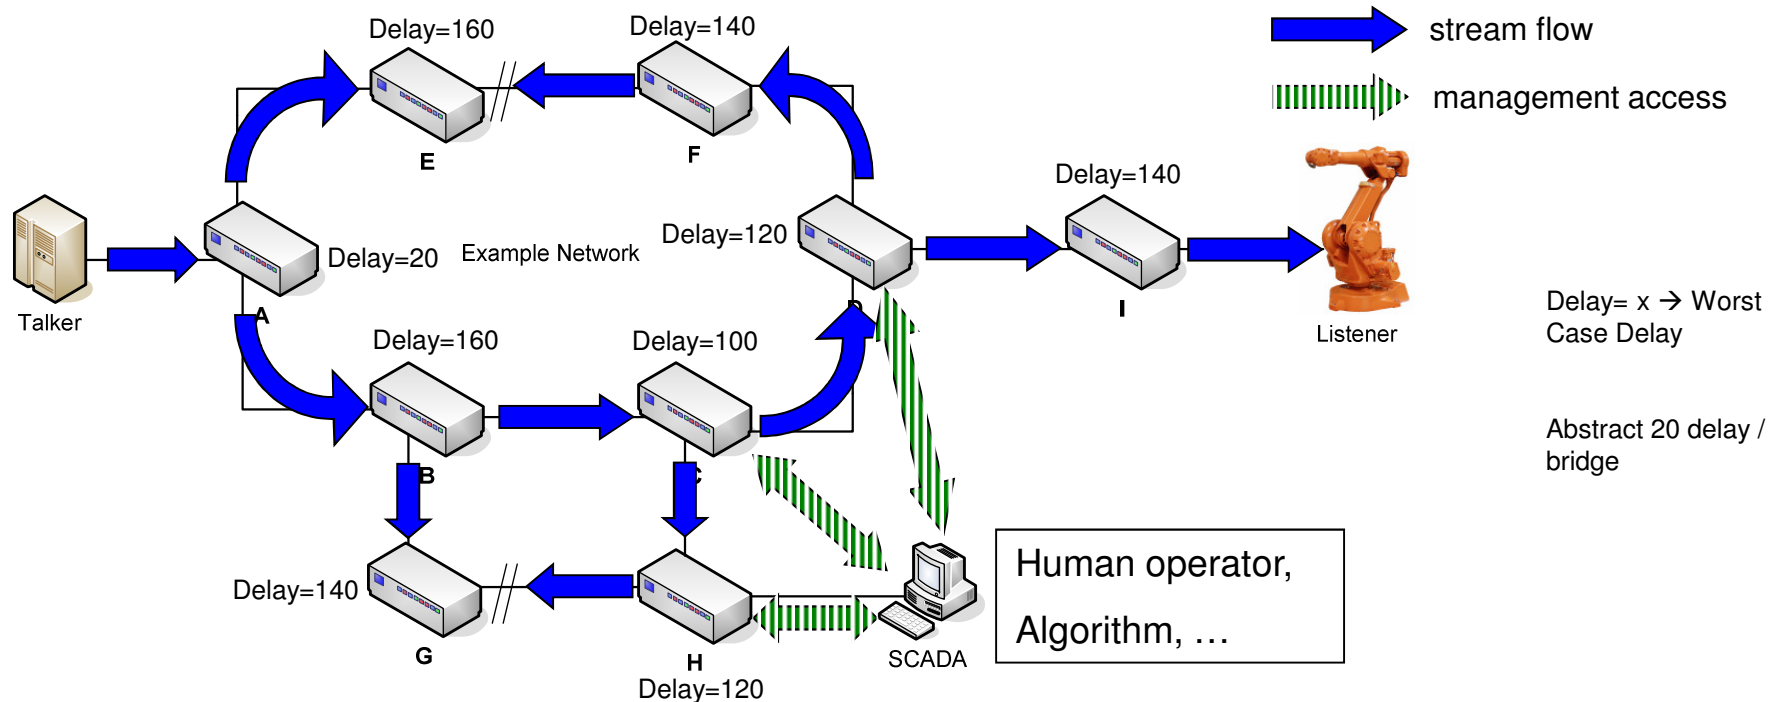 Delay=160
Delay=140
stream flow
management access
E
F
Delay=140
Delay=120
Delay=20
Example Network
Talker
A
D
I
Listener
Delay= x → Worst
Case Delay
Delay=160
Delay=100
Abstract 20 delay /
bridge
B
C
Delay=140
Human operator,
Algorithm, …
G
H
SCADA
Delay=120